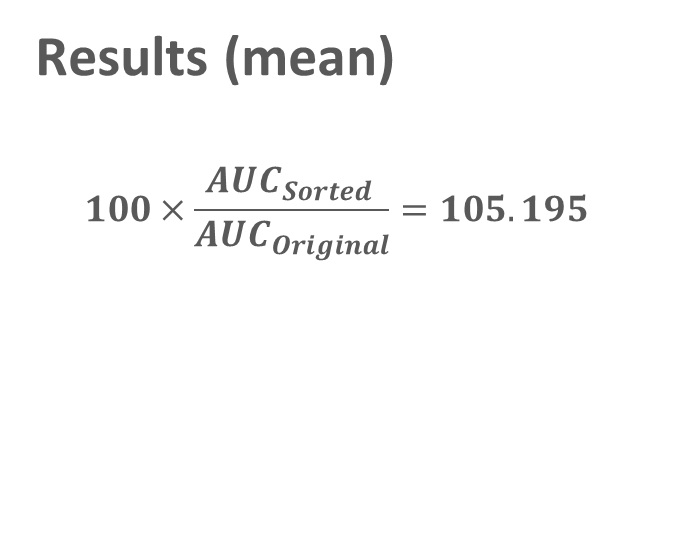 Results (mean)
100 × AUC_Sorted / AUC_Original = 105.195